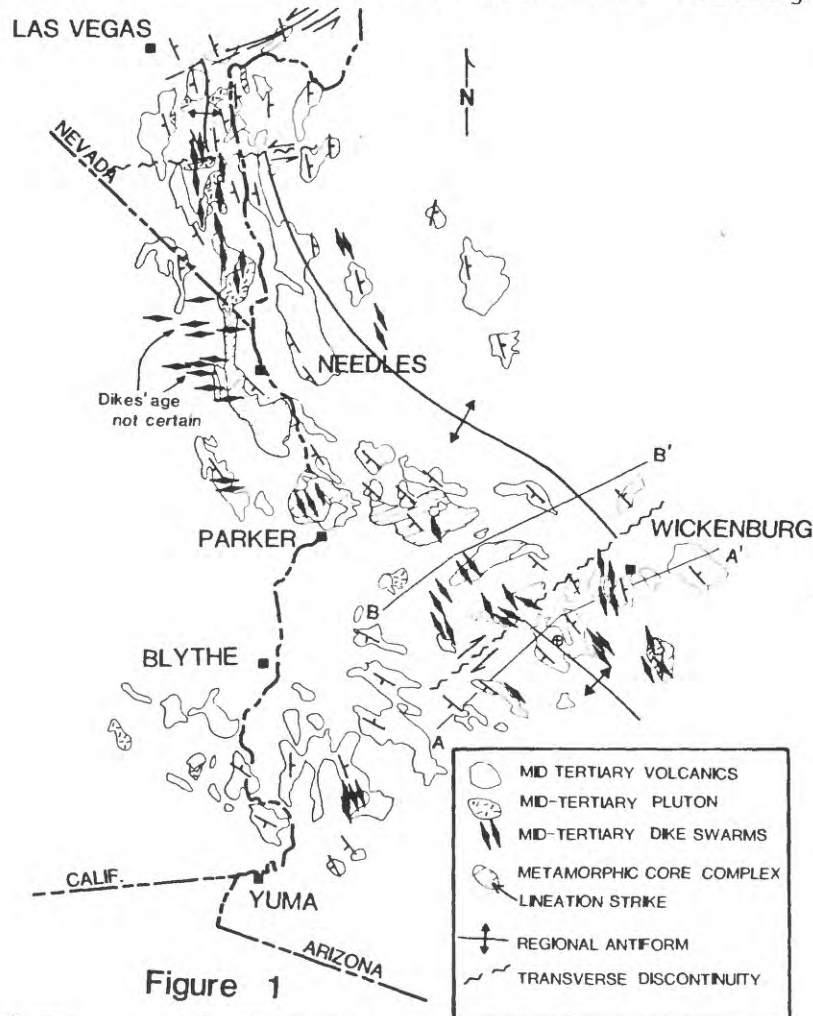 LAS VEGAS
N
NEVADA
NEEDLES
Dikes' age
not certain
B'
PARKER
WICKENBURG
A'
B
BLYTHE
A
MID TERTIARY VOLCANICS
MID-TERTIARY PLUTON
MID-TERTIARY DIKE SWARMS
METAMORPHIC CORE COMPLEX
LINEATION STRIKE
REGIONAL ANTIFORM
TRANSVERSE DISCONTINUITY
CALIF.
YUMA
ARIZONA
Figure 1